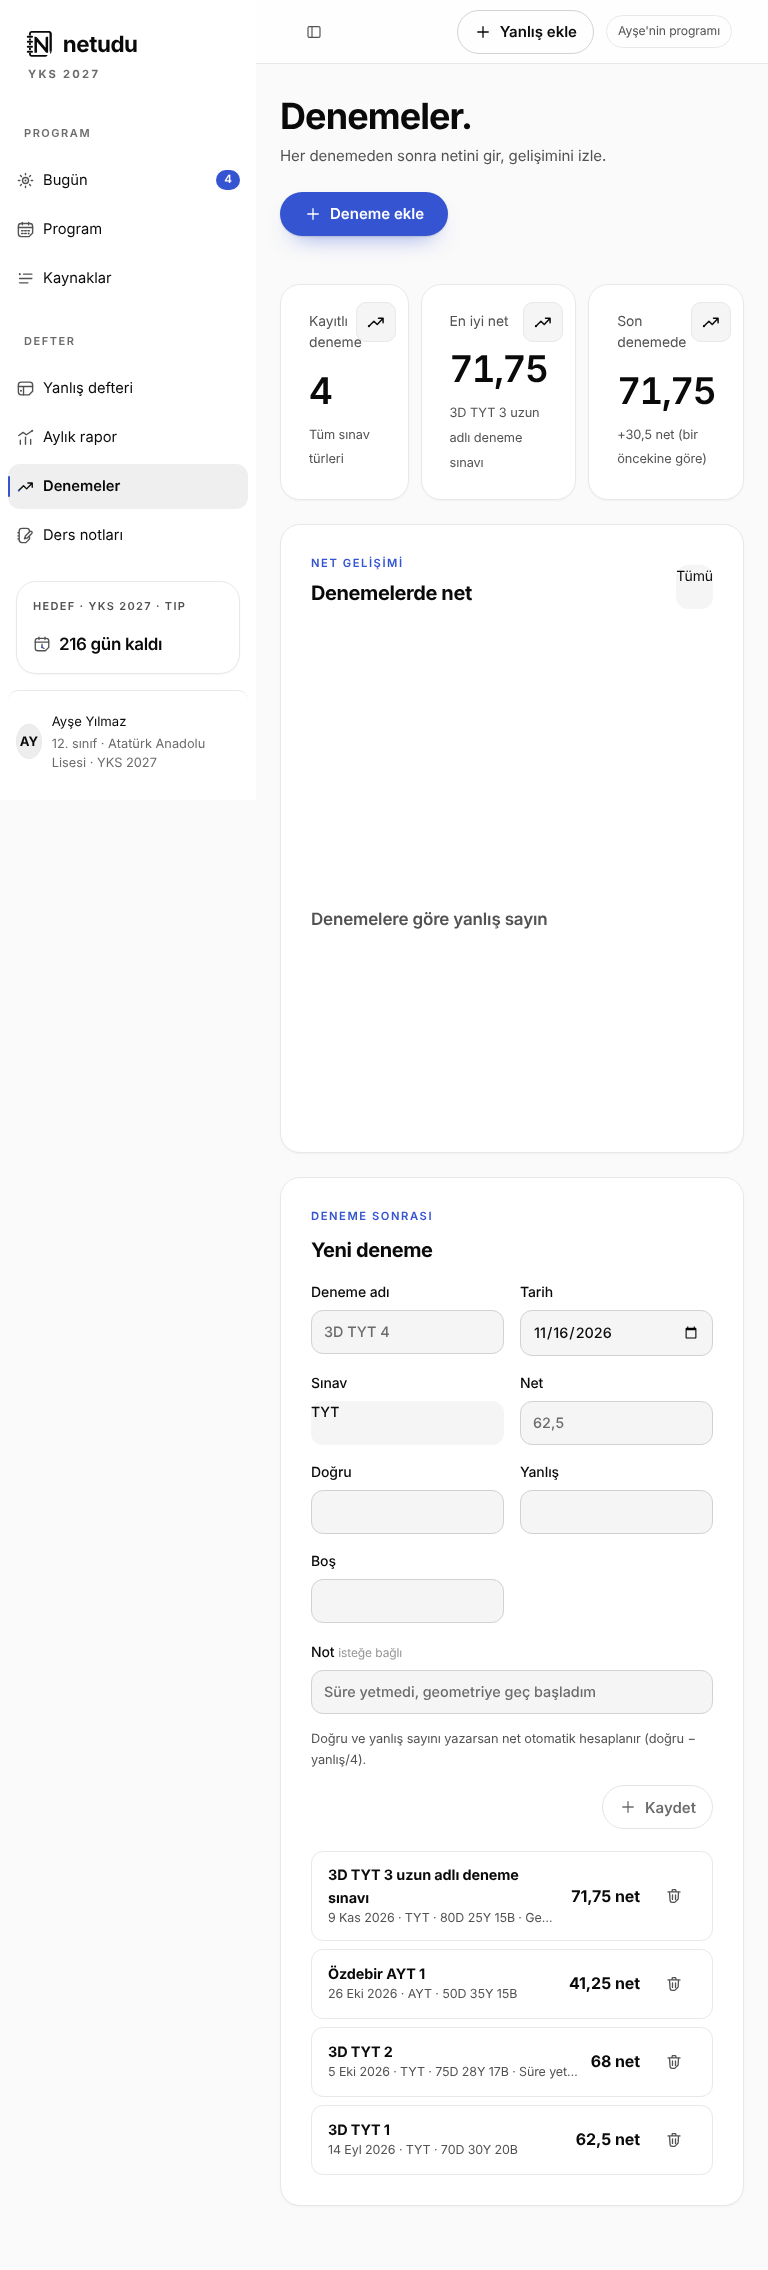 netudu
YKS 2027
PROGRAM
Bugün 4
Program
Kaynaklar
DEFTER
Yanlış defteri
Aylık rapor
Denemeler
Ders notları
HEDEF · YKS 2027 · TIP
216 gün kaldı
AY
Ayşe Yılmaz
12. sınıf · Atatürk Anadolu
Lisesi · YKS 2027
Yanlış ekle
Ayşe'nin programı
Denemeler.
Her denemeden sonra netini gir, gelişimini izle.
Deneme ekle
Kayıtlı
deneme
4
Tüm sınav
türleri
En iyi net
71,75
3D TYT 3 uzun
adlı deneme
sınavı
Son
denemede
71,75
+30,5 net (bir
öncekine göre)
NET GELİŞİMİ
Denemelerde net
Tümü
Denemelere göre yanlış sayın
DENEME SONRASI
Yeni deneme
Deneme adı
3D TYT 4
Tarih
11/16/2026
Sınav
TYT
Net
62,5
Doğru
Yanlış
Boş
Not isteğe bağlı
Süre yetmedi, geometriye geç başladım
Doğru ve yanlış sayını yazarsan net otomatik hesaplanır (doğru −
yanlış/4).
Kaydet
3D TYT 3 uzun adlı deneme
sınavı
9 Kas 2026 · TYT · 80D 25Y 15B · Ge...
71,75 net
Özdebir AYT 1
26 Eki 2026 · AYT · 50D 35Y 15B
41,25 net
3D TYT 2
5 Eki 2026 · TYT · 75D 28Y 17B · Süre yet...
68 net
3D TYT 1
14 Eyl 2026 · TYT · 70D 30Y 20B
62,5 net